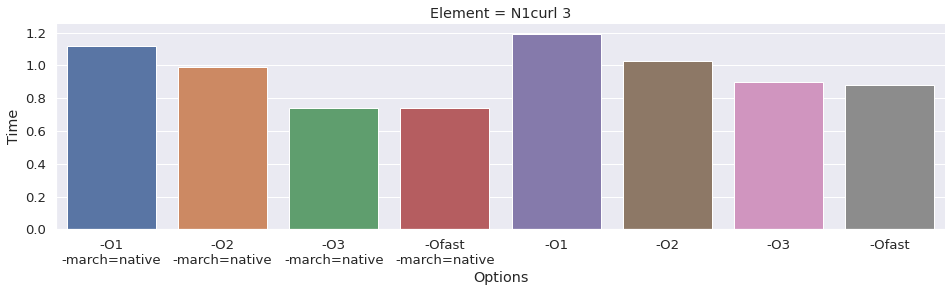 Element = N1curl 3
Time
1.2
1.0
0.8
0.6
0.4
0.2
0.0
-O1 -O2 -O3 -Ofast -O1 -O2 -O3 -Ofast
-march=native -march=native -march=native -march=native
Options